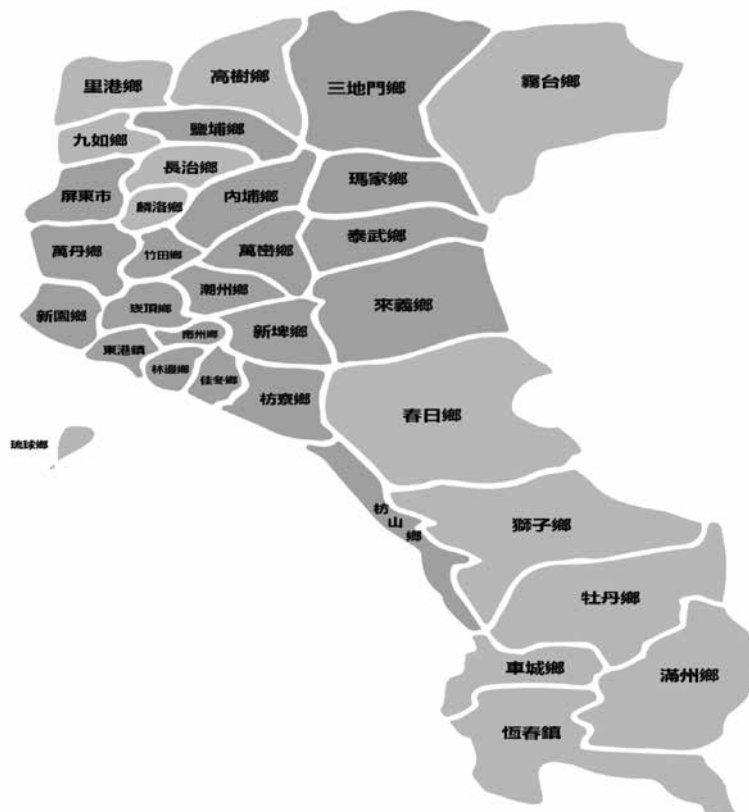 高樹鄉
三地門鄉
霧台鄉
里港鄉
鹽埔鄉
九如鄉
長治鄉
瑪家鄉
屏東市
麟洛鄉
內埔鄉
泰武鄉
萬丹鄉
竹田鄉
萬巒鄉
潮州鄉
來義鄉
新園鄉
崁頂鄉
南州鄉
新埤鄉
東港鎮
林邊鄉
佳冬鄉
枋寮鄉
春日鄉
琉球鄉
枋山鄉
獅子鄉
牡丹鄉
車城鄉
滿州鄉
恆春鎮